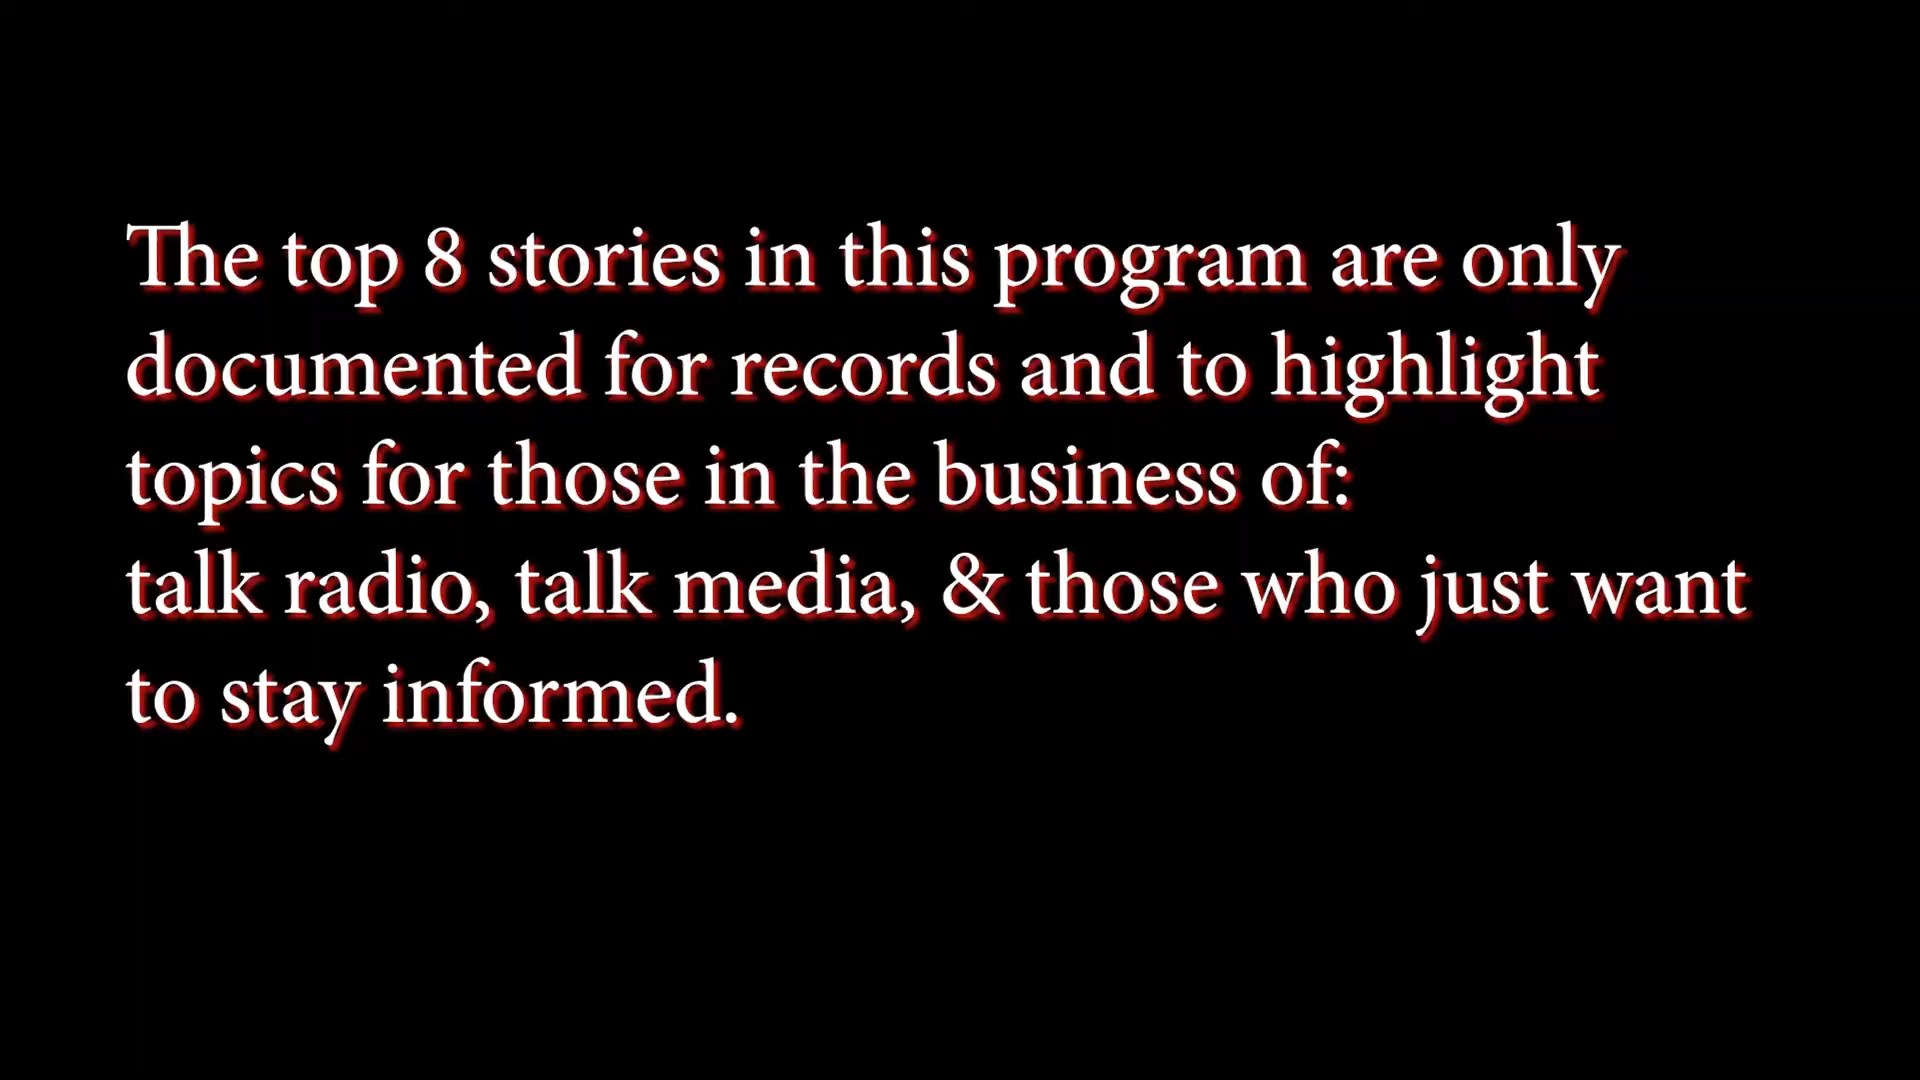 The top 8 stories in this program are only
documented for records and to highlight
topics for those in the business of:
talk radio, talk media, & those who just want
to stay informed.